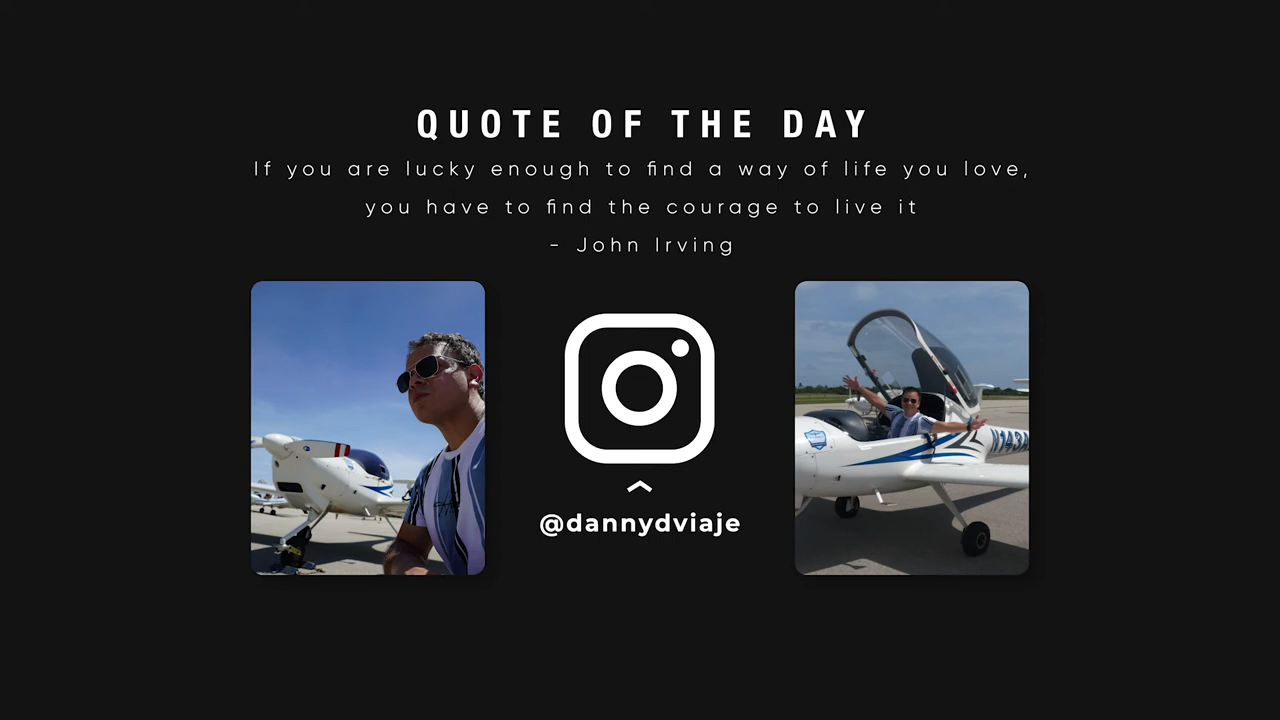 QUOTE OF THE DAY
If you are lucky enough to find a way of life you love,
you have to find the courage to live it
- John Irving
@dannydviaje
N143A